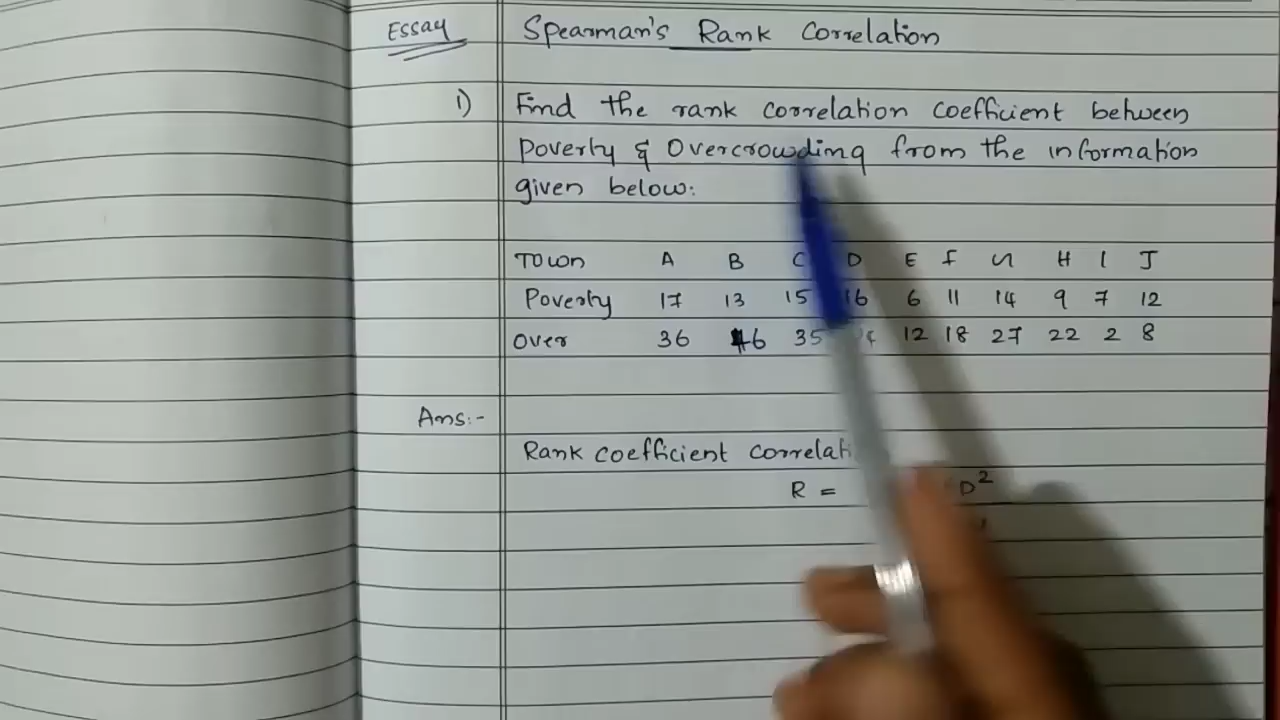 Essay Spearman's Rank Correlation
1) Find the rank correlation coefficient between
Poverty & Overcrowding from the information
given below:
Town A B C D E F G H I J
Poverty 17 13 15 16 6 11 14 9 7 12
Over 36 46 35 12 18 27 22 2 8
Ans:-
Rank coefficient
R = D²